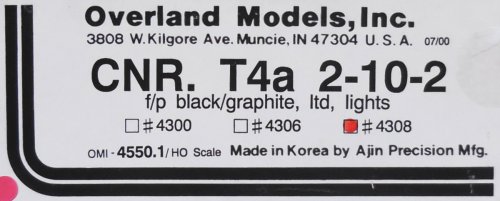 Overland Models, Inc.
3808 W. Kilgore Ave. Muncie, IN 47304 U.S.A. 07/00
CNR. T4a 2-10-2
f/p black/graphite, ltd, lights
#4300 #4306 #4308
OMI - 4550.1/HO Scale Made in Korea by Ajin Precision Mfg.